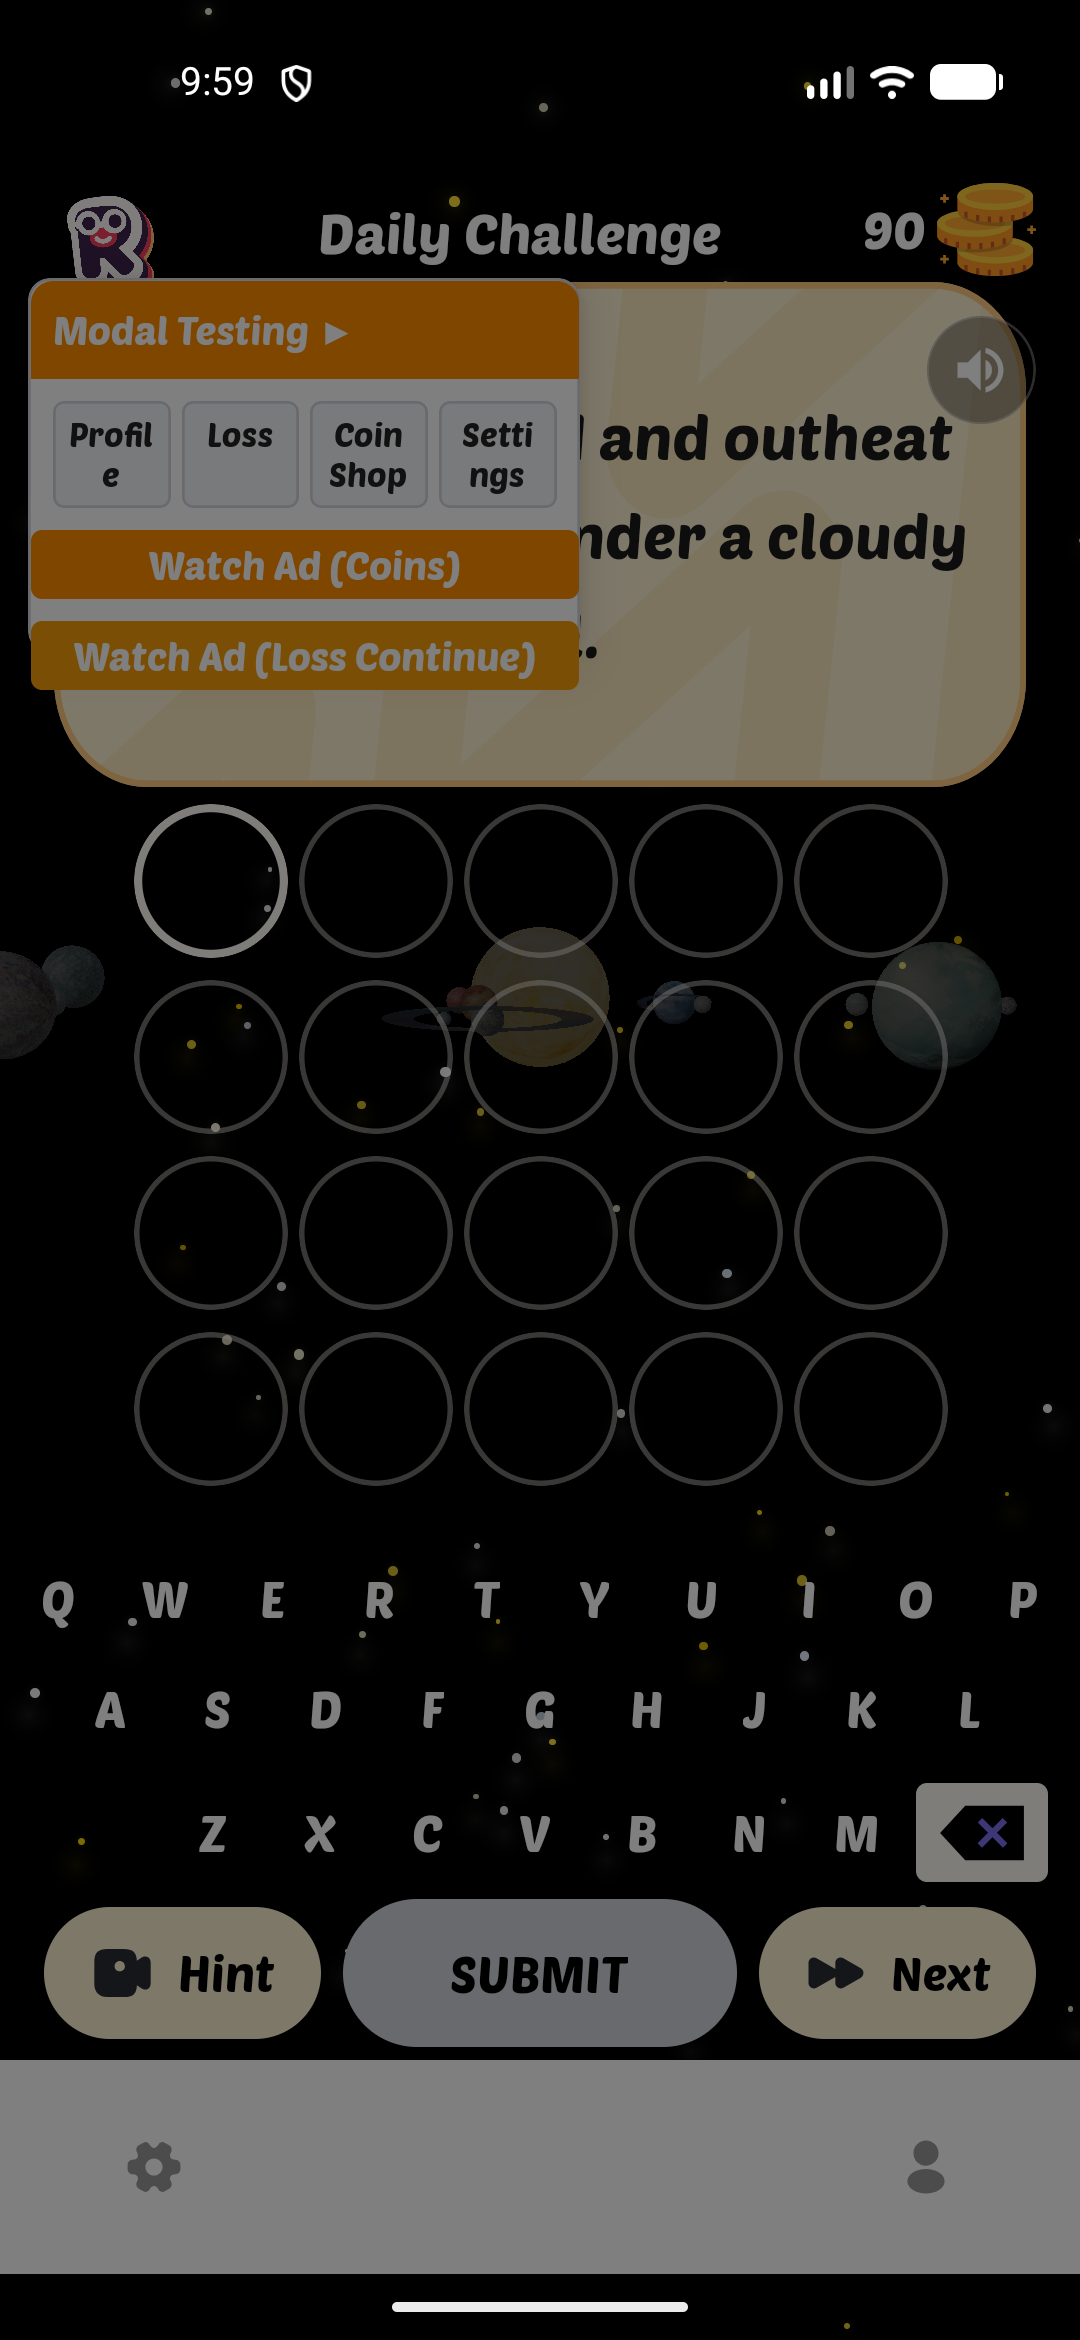 9:59
Daily Challenge
90
Modal Testing ►
Profil
e
Loss
Coin
Shop
Setti
ngs
and outheat
Watch Ad (Coins)
a cloudy
Watch Ad (Loss Continue)
Q W E R T Y U I O P
A S D F G H J K L
Z X C V B N M
Hint
SUBMIT
Next